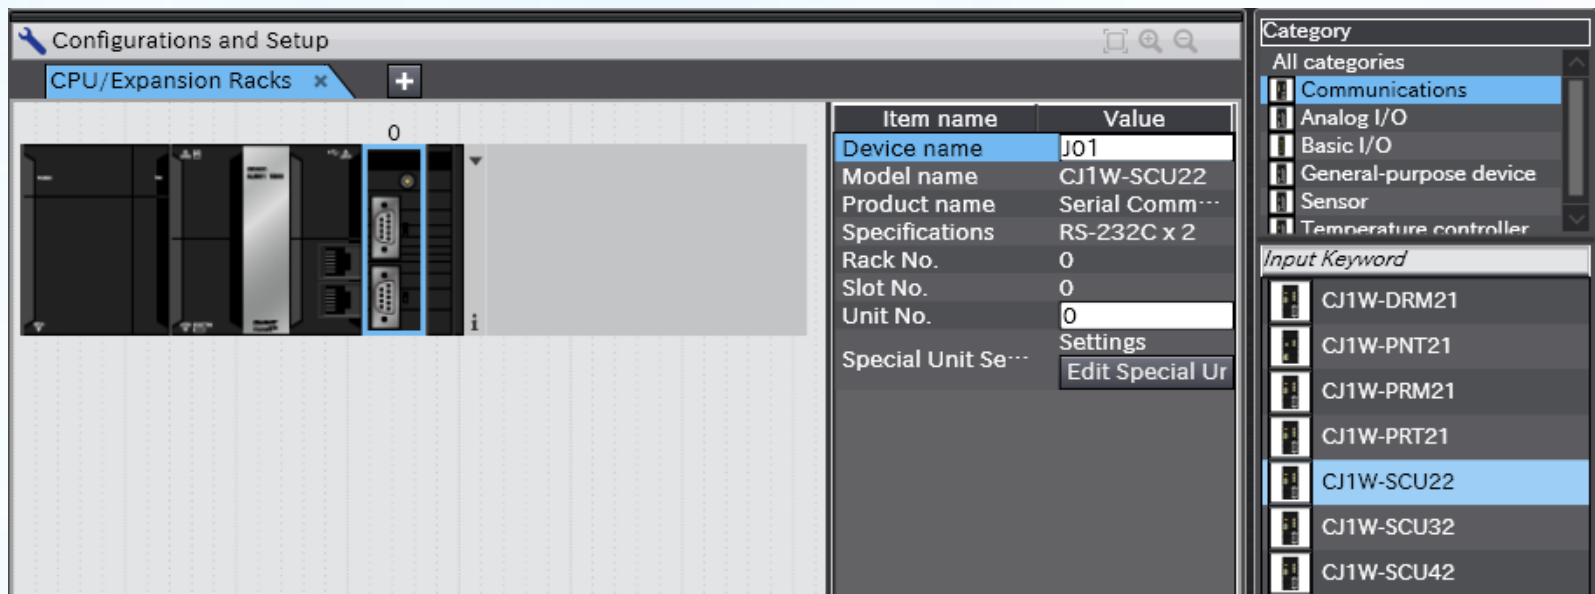 Configurations and Setup
CPU/Expansion Racks
0
Item name Value
Device name J01
Model name CJ1W-SCU22
Product name Serial Comm···
Specifications RS-232C x 2
Rack No. 0
Slot No. 0
Unit No. 0
Special Unit Se··· Settings
Edit Special Ur
Category
All categories
Communications
Analog I/O
Basic I/O
General-purpose device
Sensor
Temperature controller
Input Keyword
CJ1W-DRM21
CJ1W-PNT21
CJ1W-PRM21
CJ1W-PRT21
CJ1W-SCU22
CJ1W-SCU32
CJ1W-SCU42